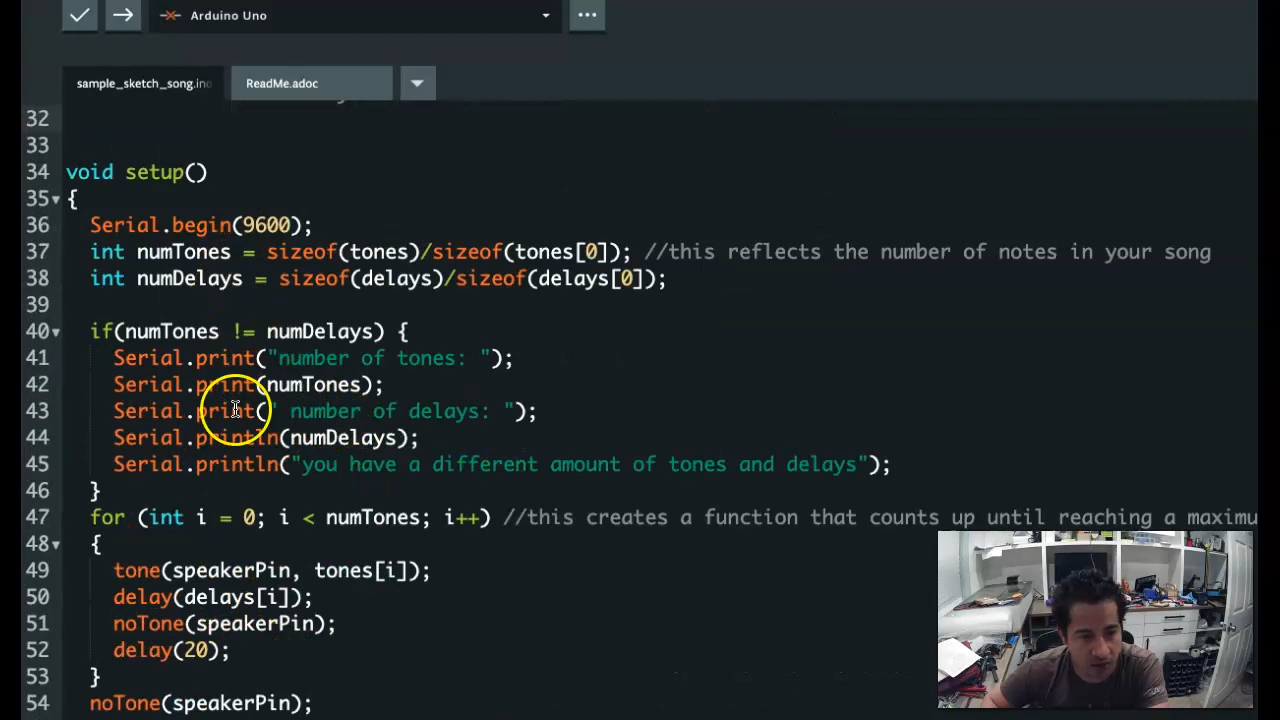 Arduino Uno
sample_sketch_song.ino
ReadMe.adoc
32
33
34 void setup()
35 {
36 Serial.begin(9600);
37 int numTones = sizeof(tones)/sizeof(tones[0]); //this reflects the number of notes in your song
38 int numDelays = sizeof(delays)/sizeof(delays[0]);
39
40 if(numTones != numDelays) {
41 Serial.print("number of tones: ");
42 Serial.print(numTones);
43 Serial.print(" number of delays: ");
44 Serial.println(numDelays);
45 Serial.println("you have a different amount of tones and delays");
46 }
47 for (int i = 0; i < numTones; i++) //this creates a function that counts up until reaching a maximu
48 {
49 tone(speakerPin, tones[i]);
50 delay(delays[i]);
51 noTone(speakerPin);
52 delay(20);
53 }
54 noTone(speakerPin);